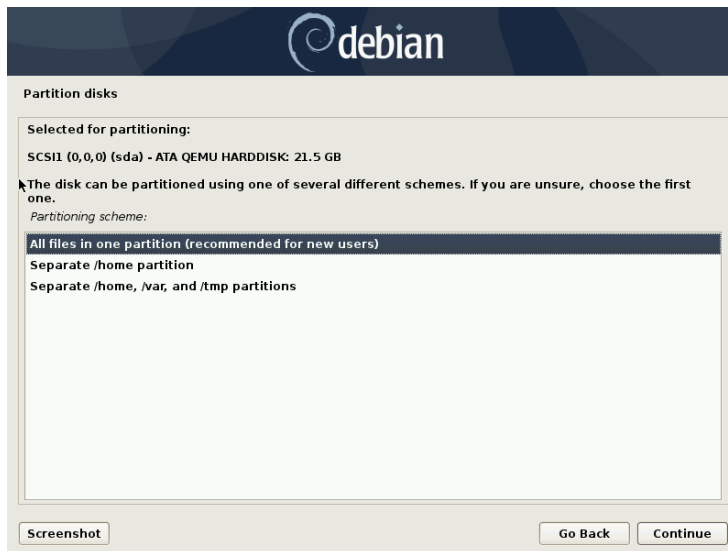 debian
Partition disks
Selected for partitioning:
SCSI1 (0,0,0) (sda) - ATA QEMU HARDDISK: 21.5 GB
The disk can be partitioned using one of several different schemes. If you are unsure, choose the first
one.
Partitioning scheme:
All files in one partition (recommended for new users)
Separate /home partition
Separate /home, /var, and /tmp partitions
Screenshot
Go Back
Continue